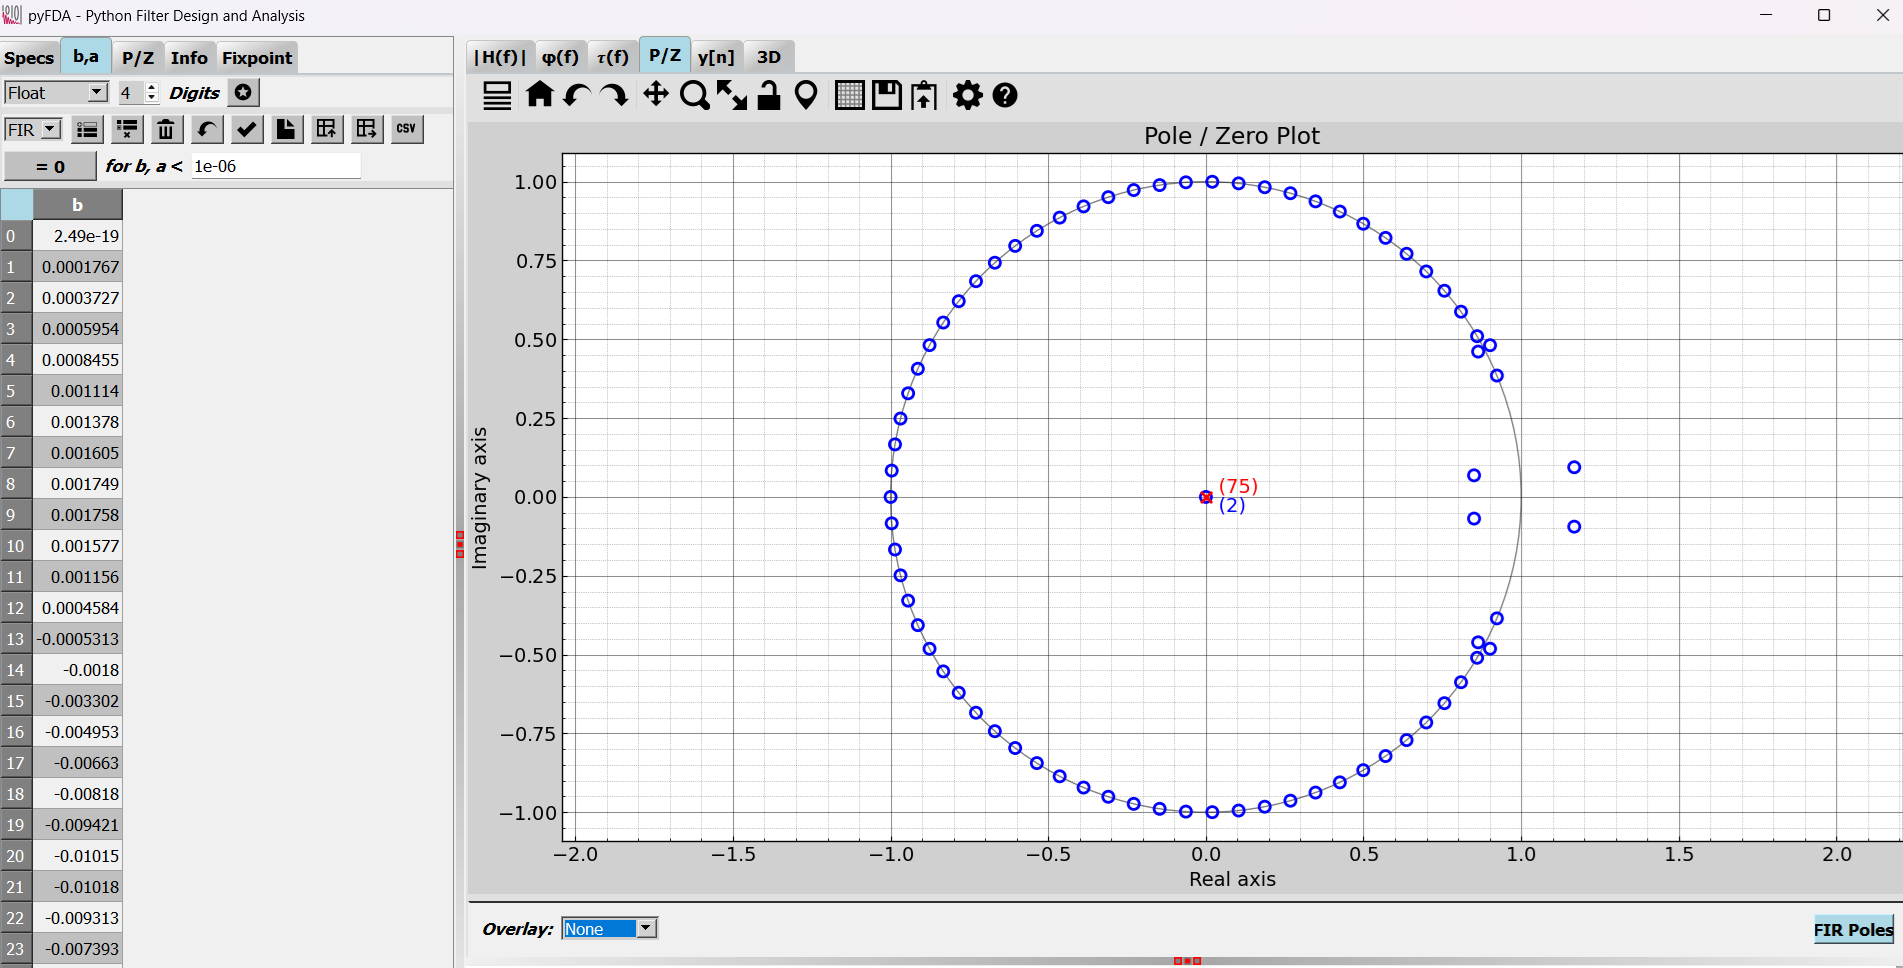 pyFDA - Python Filter Design and Analysis
Specs b,a P/Z Info Fixpoint
|H(f)| φ(f) τ(f) P/Z y[n] 3D
Float 4 Digits
FIR CSV
= 0 for b, a < 1e-06
b
0 2.49e-19
1 0.0001767
2 0.0003727
3 0.0005954
4 0.0008455
5 0.001114
6 0.001378
7 0.001605
8 0.001749
9 0.001758
10 0.001577
11 0.001156
12 0.0004584
13 -0.0005313
14 -0.0018
15 -0.003302
16 -0.004953
17 -0.00663
18 -0.00818
19 -0.009421
20 -0.01015
21 -0.01018
22 -0.009313
23 -0.007393
Pole / Zero Plot
1.00
0.75
0.50
0.25
0.00
−0.25
−0.50
−0.75
−1.00
Imaginary axis
(75)
(2)
−2.0 −1.5 −1.0 −0.5 0.0 0.5 1.0 1.5 2.0
Real axis
Overlay: None
FIR Poles